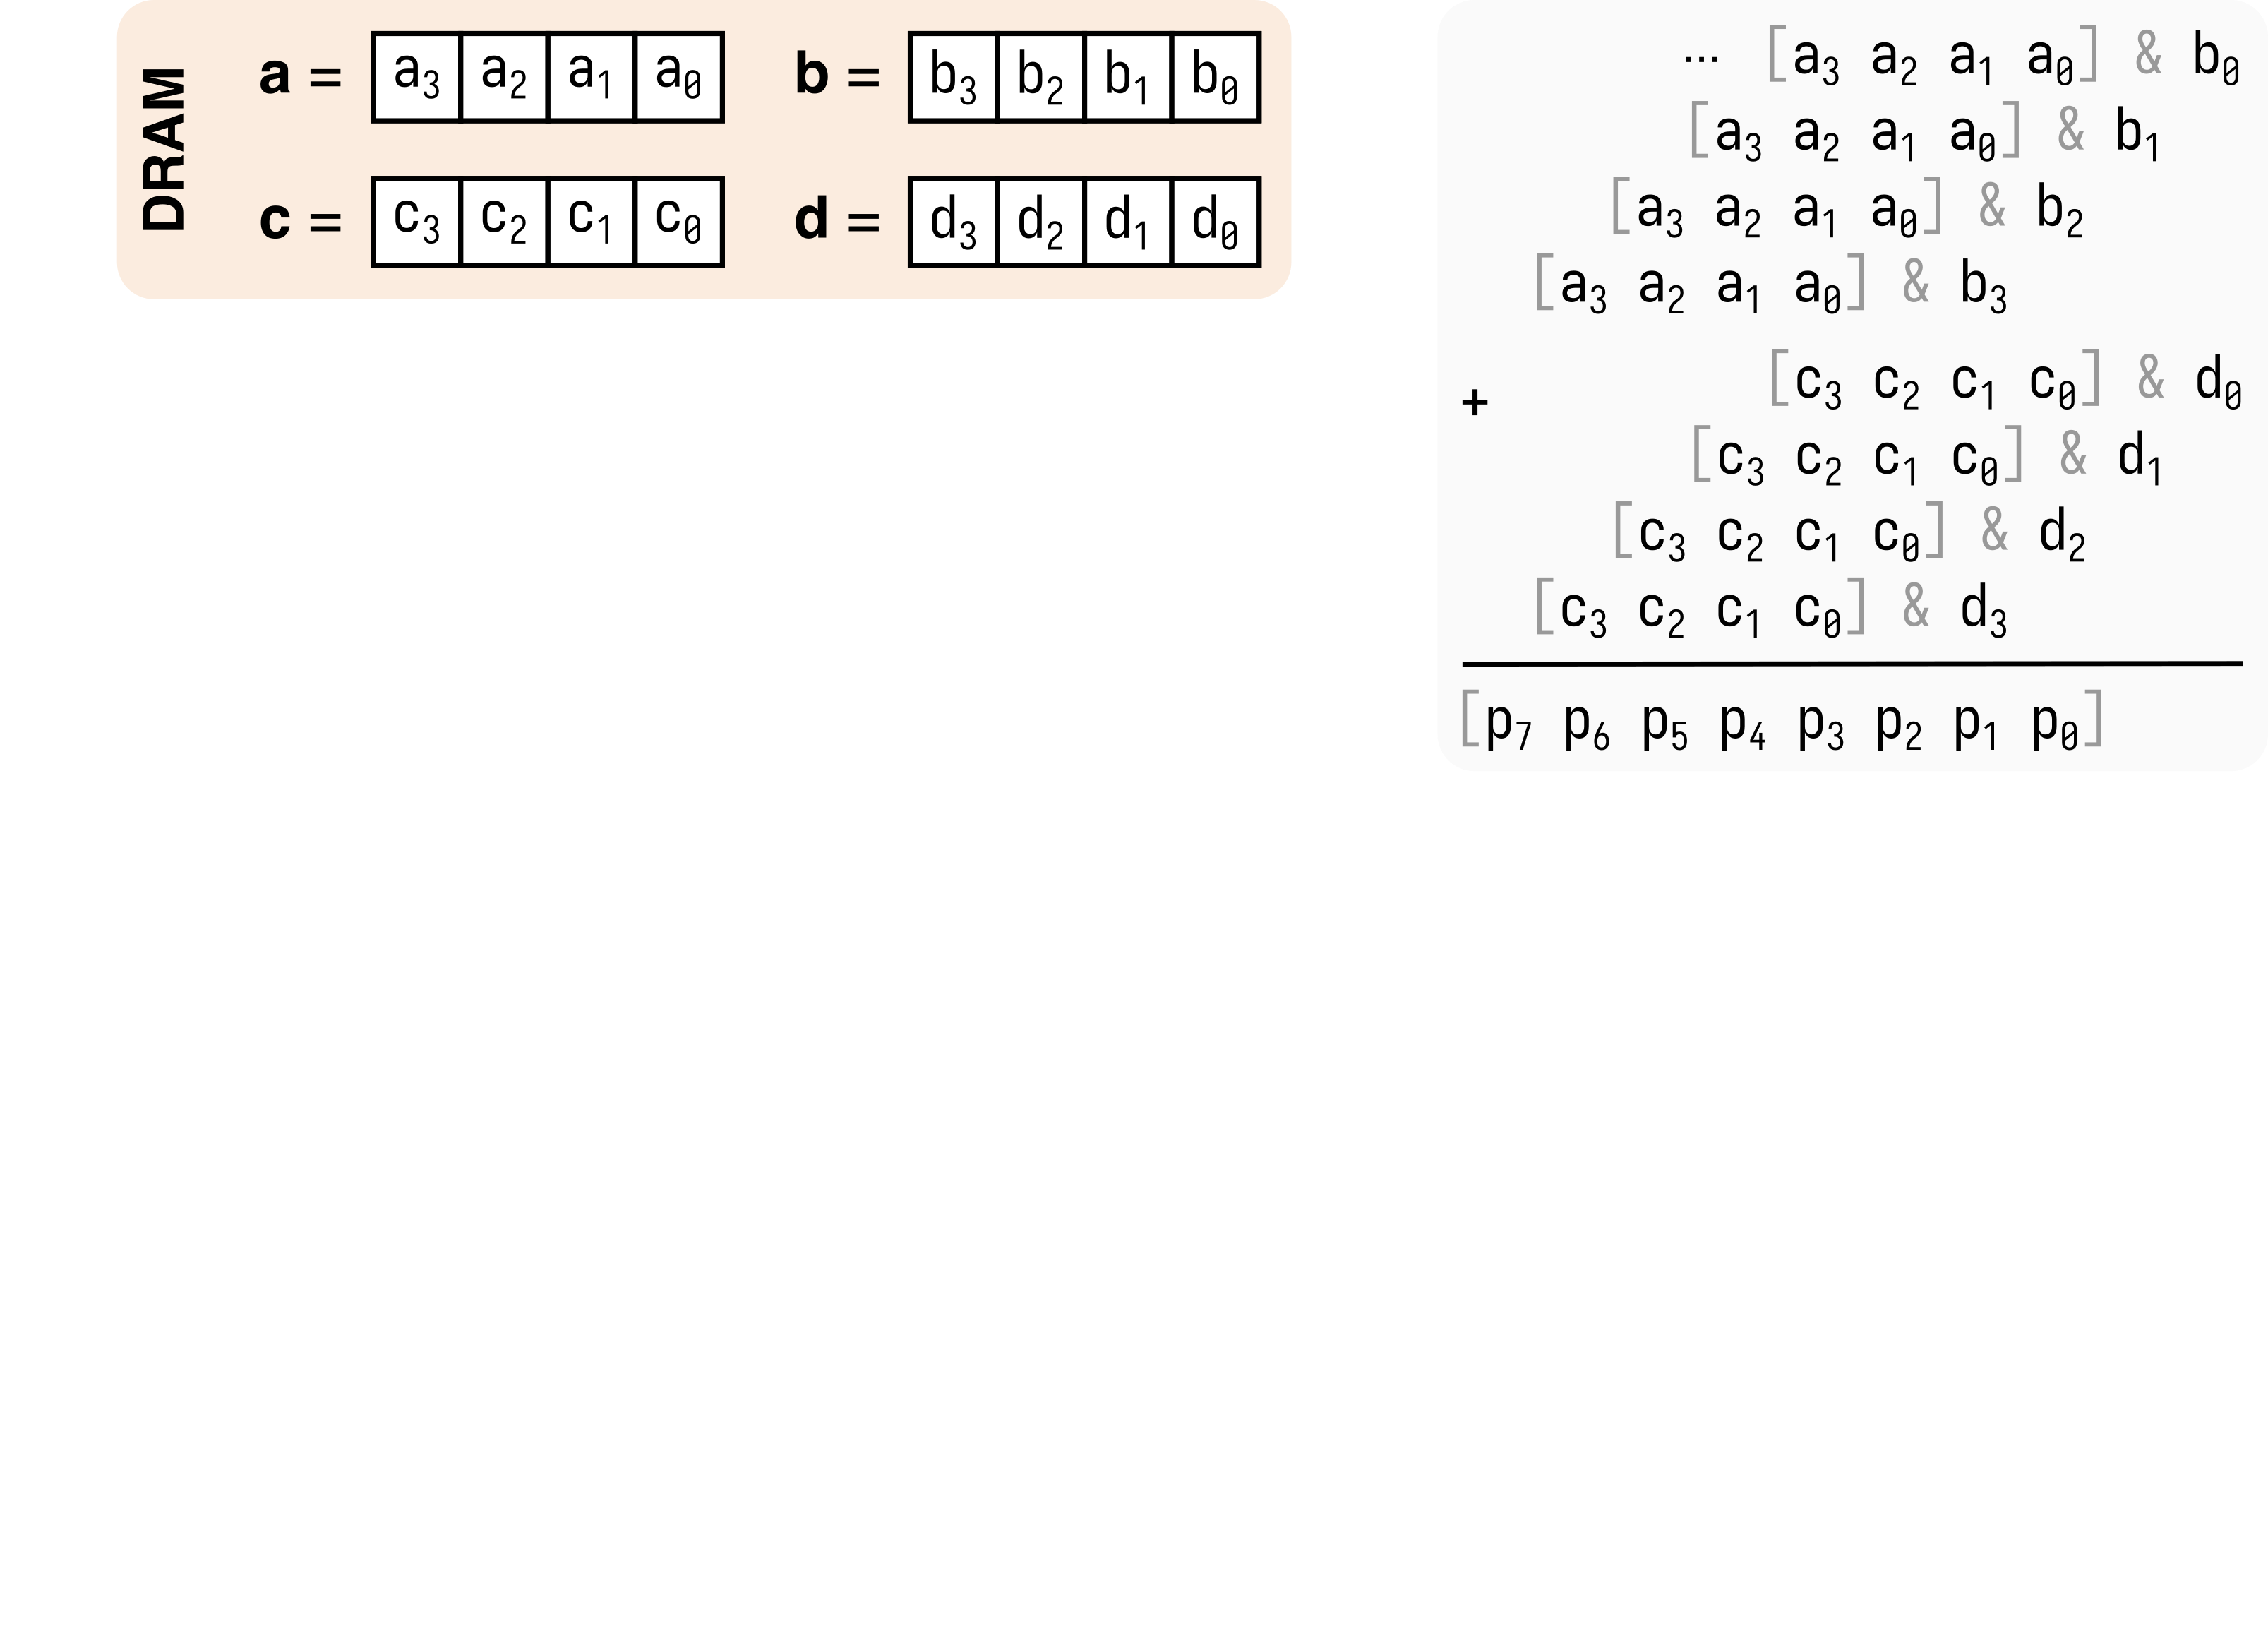 DRAM
a = a3 a2 a1 a0 b = b3 b2 b1 b0
c = c3 c2 c1 c0 d = d3 d2 d1 d0
... [a3 a2 a1 a0] & b0
[a3 a2 a1 a0] & b1
[a3 a2 a1 a0] & b2
[a3 a2 a1 a0] & b3
+ [c3 c2 c1 c0] & d0
[c3 c2 c1 c0] & d1
[c3 c2 c1 c0] & d2
[c3 c2 c1 c0] & d3
[p7 p6 p5 p4 p3 p2 p1 p0]